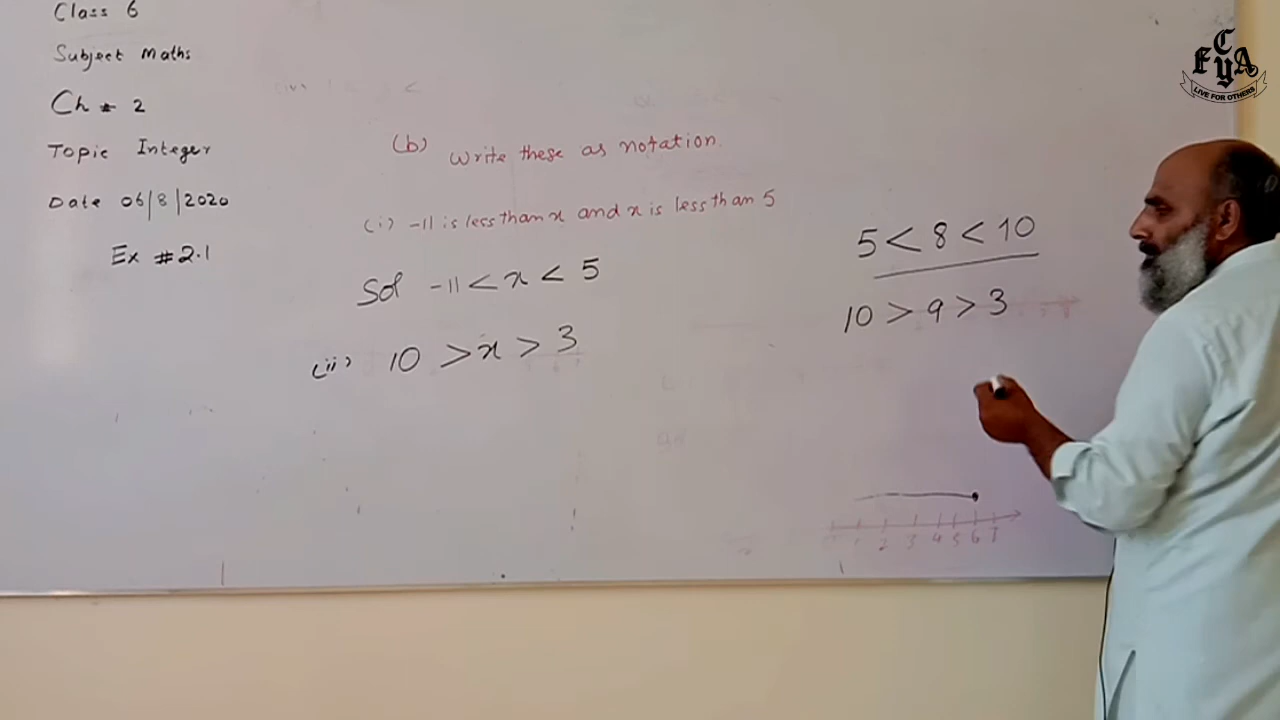 Class 6
Subject Maths
Ch # 2
Topic Integer
Date 06/8/2020
Ex # 2.1
(b) Write these as notation.
(i) -11 is less than x and x is less than 5
Sol -11 < x < 5
(ii) 10 > x > 3
5 < 8 < 10
10 > 9 > 3
1 2 3 4 5 6 7
ECYA
LIVE FOR OTHERS